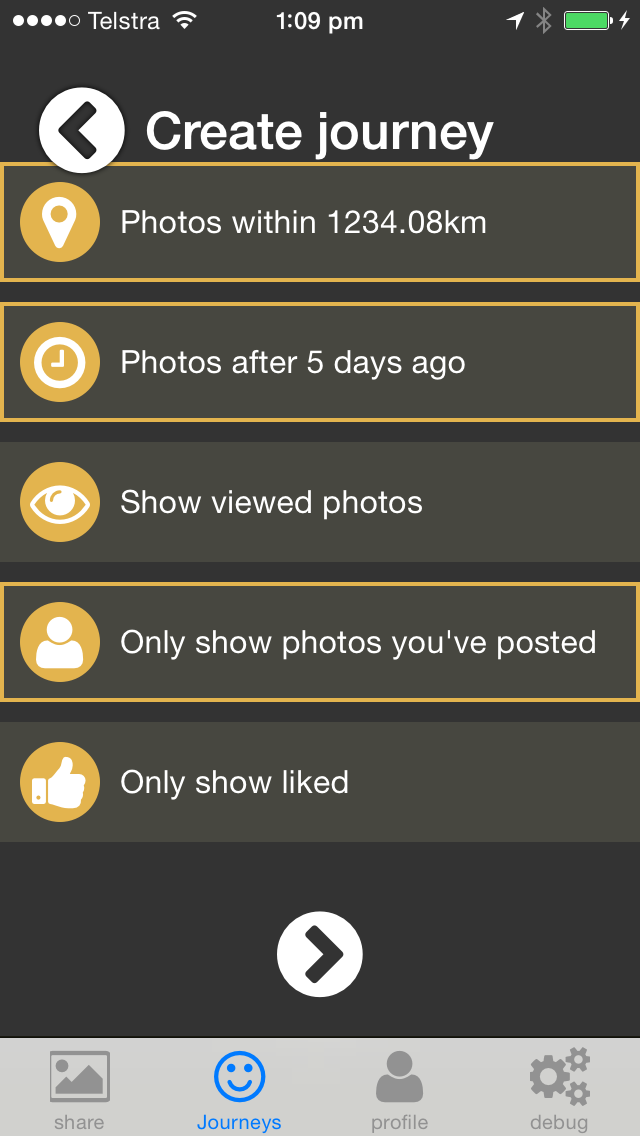 Telstra 1:09 pm
Create journey
Photos within 1234.08km
Photos after 5 days ago
Show viewed photos
Only show photos you've posted
Only show liked
share Journeys profile debug